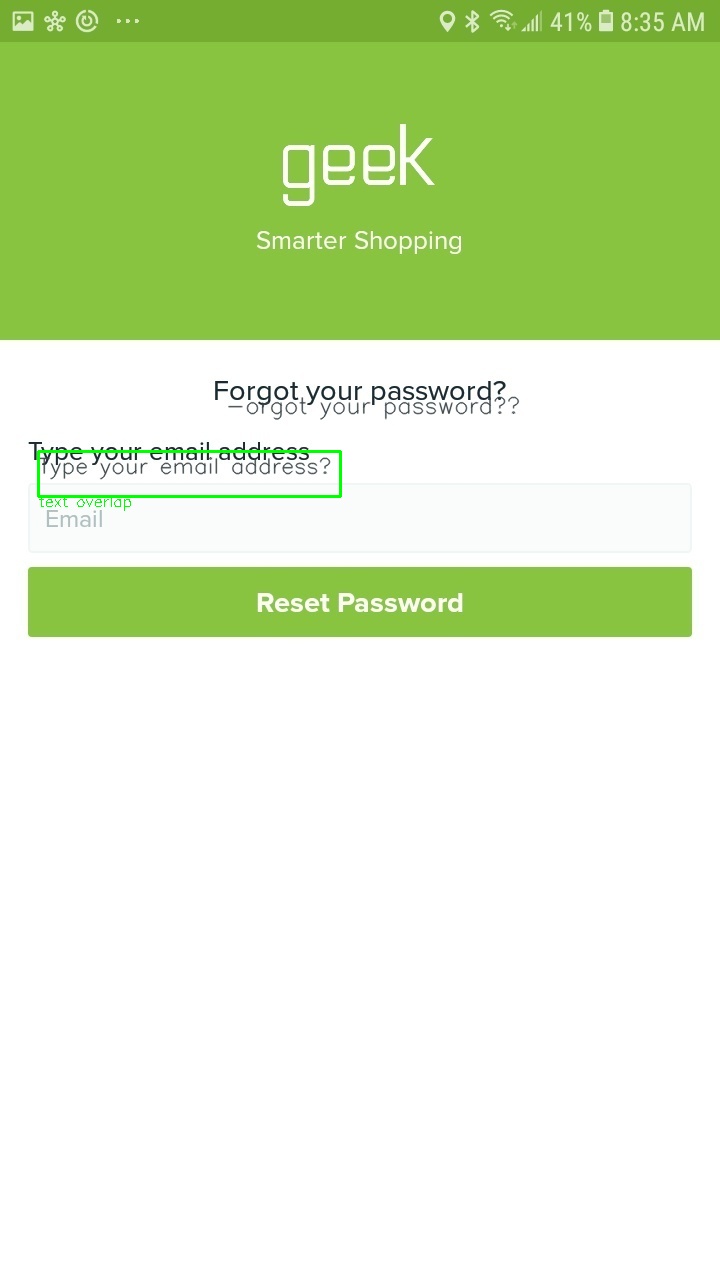 41% 8:35 AM
geek
Smarter Shopping
Forgot your password?
–orgot your password??
Type your email address
Type your email address?
text overlap
Email
Reset Password